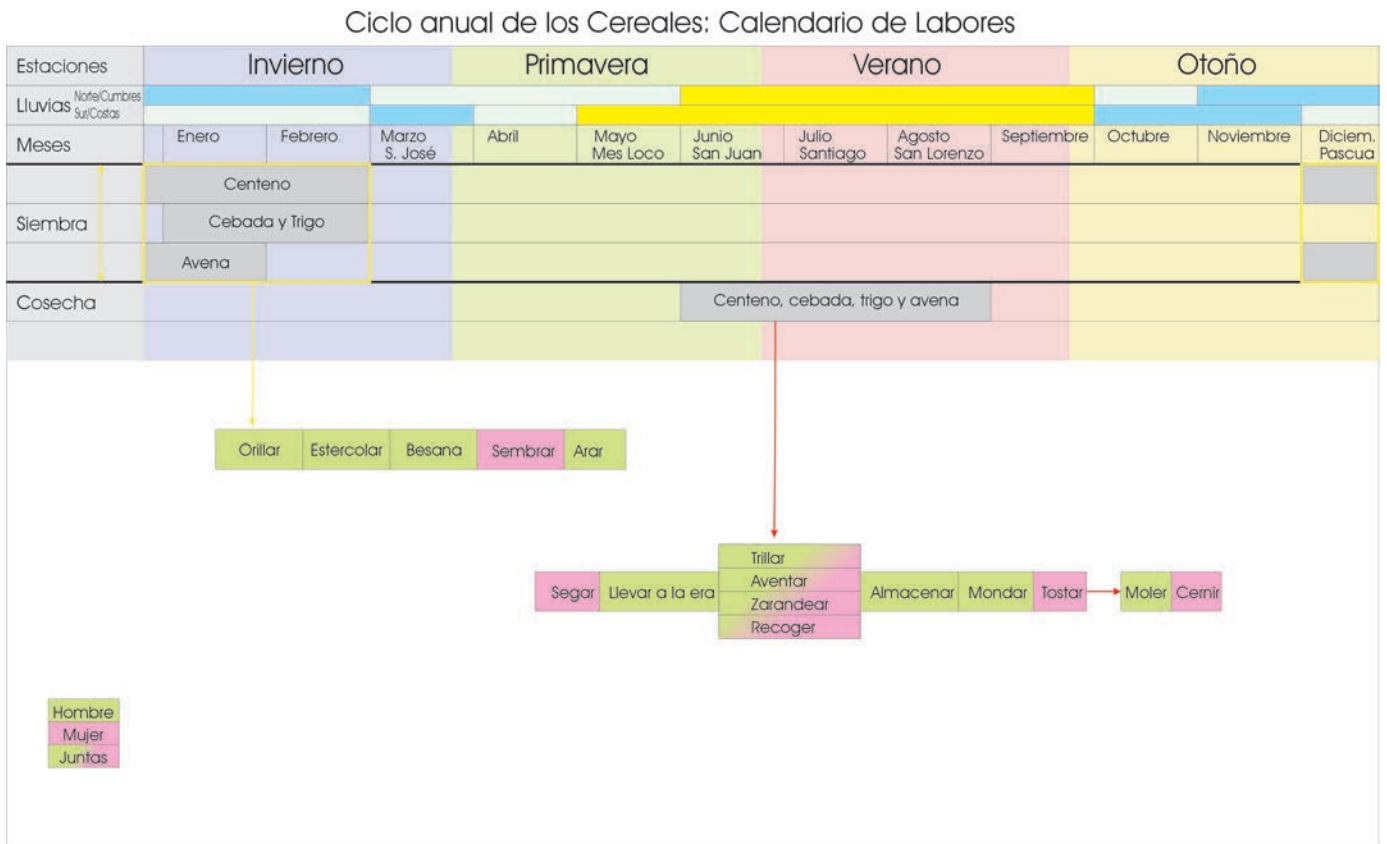 Ciclo anual de los Cereales: Calendario de Labores
Estaciones
Invierno
Primavera
Verano
Otoño
Lluvias
Norte/Cumbres
Sur/Costas
Meses
Enero
Febrero
Marzo
S. José
Abril
Mayo
Mes Loco
Junio
San Juan
Julio
Santiago
Agosto
San Lorenzo
Septiembre
Octubre
Noviembre
Diciem.
Pascua
Siembra
Centeno
Cebada y Trigo
Avena
Cosecha
Centeno, cebada, trigo y avena
Orillar
Estercolar
Besana
Sembrar
Arar
Segar
Llevar a la era
Trillar
Aventar
Zarandear
Recoger
Almacenar
Mondar
Tostar
Moler
Cernir
Hombre
Mujer
Juntas